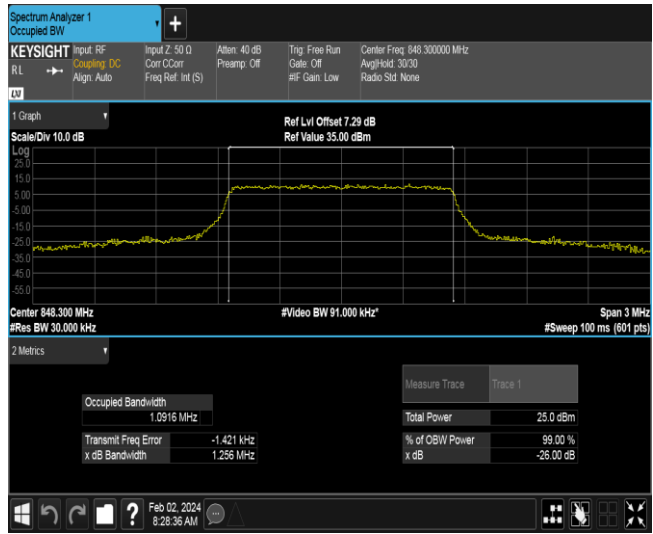 Spectrum Analyzer 1
Occupied BW
+
KEYSIGHT
RL
LXI
Input: RF
Coupling: DC
Align: Auto
Input Z: 50 Ω
Corr CCorr
Freq Ref: Int (S)
Atten: 40 dB
Preamp: Off
Trig: Free Run
Gate: Off
#IF Gain: Low
Center Freq: 848.300000 MHz
Avg|Hold: 30/30
Radio Std: None
1 Graph
Scale/Div 10.0 dB
Ref Lvl Offset 7.29 dB
Ref Value 35.00 dBm
Log
25.0
15.0
5.00
-5.00
-15.0
-25.0
-35.0
-45.0
-55.0
Center 848.300 MHz
#Video BW 91.000 kHz*
Span 3 MHz
#Res BW 30.000 kHz
#Sweep 100 ms (601 pts)
2 Metrics
Measure Trace
Trace 1
Occupied Bandwidth
1.0916 MHz
Total Power
25.0 dBm
Transmit Freq Error
-1.421 kHz
% of OBW Power
99.00 %
x dB Bandwidth
1.256 MHz
x dB
-26.00 dB
?
Feb 02, 2024
8:28:36 AM